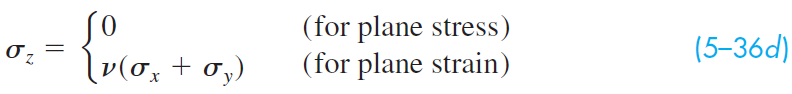 σz = { 0 (for plane stress)
ν(σx + σy) (for plane strain) (5–36d)